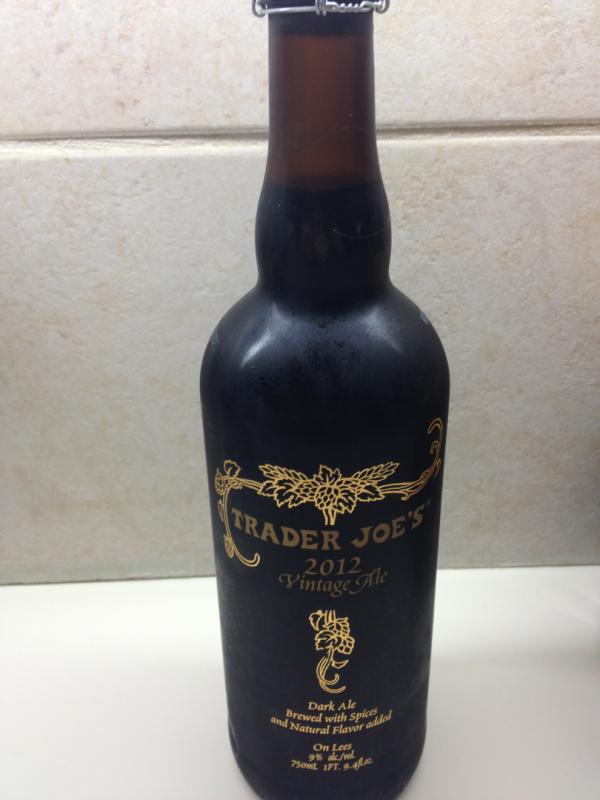 TRADER JOE'S
2012
Vintage Ale
Dark Ale
Brewed with Spices
and Natural Flavor added
On Lees
9% alc./vol.
750mL 1PT. 9.4fl.oz.